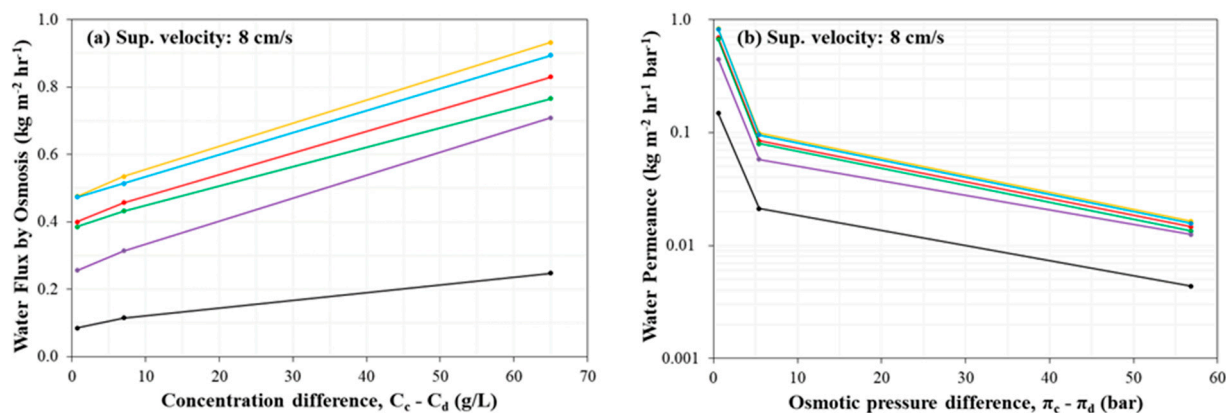 (a) Sup. velocity: 8 cm/s
Water Flux by Osmosis (kg m⁻² hr⁻¹)
1.0
0.8
0.6
0.4
0.2
0.0
0 10 20 30 40 50 60 70
Concentration difference, C_c - C_d (g/L)
(b) Sup. velocity: 8 cm/s
Water Permeance (kg m⁻² hr⁻¹ bar⁻¹)
1.0
0.1
0.01
0.001
0 10 20 30 40 50 60
Osmotic pressure difference, π_c - π_d (bar)